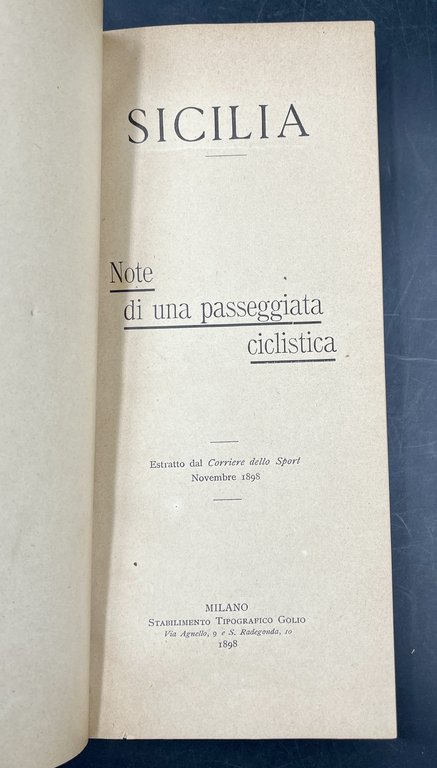 SICILIA
Note
di una passeggiata
ciclistica
Estratto dal Corriere dello Sport
Novembre 1898
MILANO
STABILIMENTO TIPOGRAFICO GOLIO
Via Agnello, 9 e S. Radegonda, 10
1898